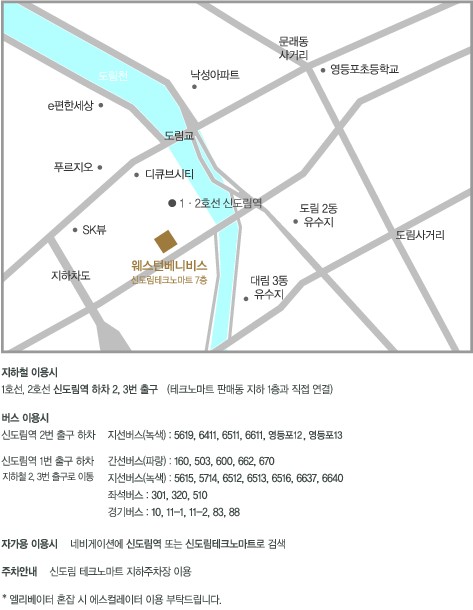 문래동
사거리
영등포초등학교
도림천
낙성아파트
e편한세상
도림교
푸르지오
디큐브시티
1 · 2호선 신도림역
도림 2동
유수지
SK뷰
도림사거리
웨스턴베니비스
신도림테크노마트 7층
지하차도
대림 3동
유수지
지하철 이용시
1호선, 2호선 신도림역 하차 2, 3번 출구 (테크노마트 판매동 지하 1층과 직접 연결)
버스 이용시
신도림역 2번 출구 하차 지선버스(녹색) : 5619, 6411, 6511, 6611, 영등포12, 영등포13
신도림역 1번 출구 하차 간선버스(파랑) : 160, 503, 600, 662, 670
지하철 2, 3번 출구로 이동 지선버스(녹색) : 5615, 5714, 6512, 6513, 6516, 6637, 6640
좌석버스 : 301, 320, 510
경기버스 : 10, 11-1, 11-2, 83, 88
자가용 이용시 네비게이션에 신도림역 또는 신도림테크노마트로 검색
주차안내 신도림 테크노마트 지하주차장 이용
* 엘리베이터 혼잡 시 에스컬레이터 이용 부탁드립니다.